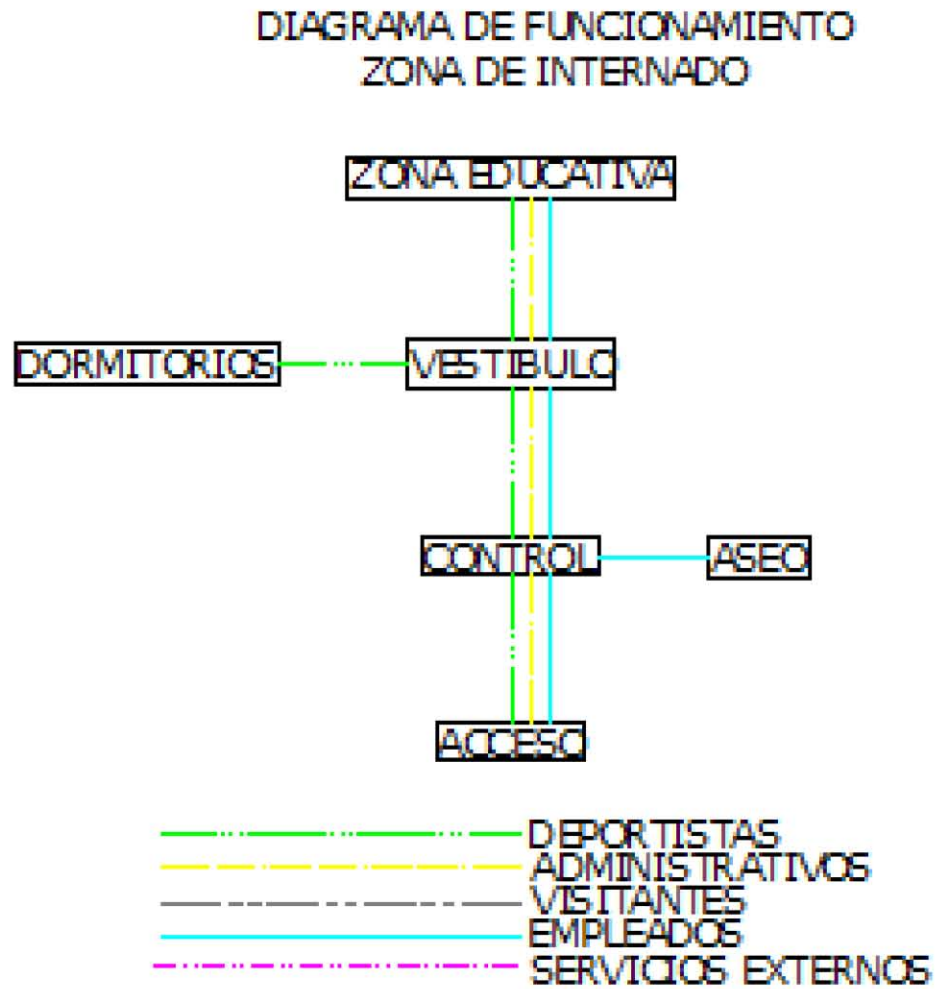 DIAGRAMA DE FUNCIONAMIENTO
ZONA DE INTERNADO
ZONA EDUCATIVA
DORMITORIOS
VESTIBULO
CONTROL
ASEO
ACCESO
DEPORTISTAS
ADMINISTRATIVOS
VISITANTES
EMPLEADOS
SERVICIOS EXTERNOS